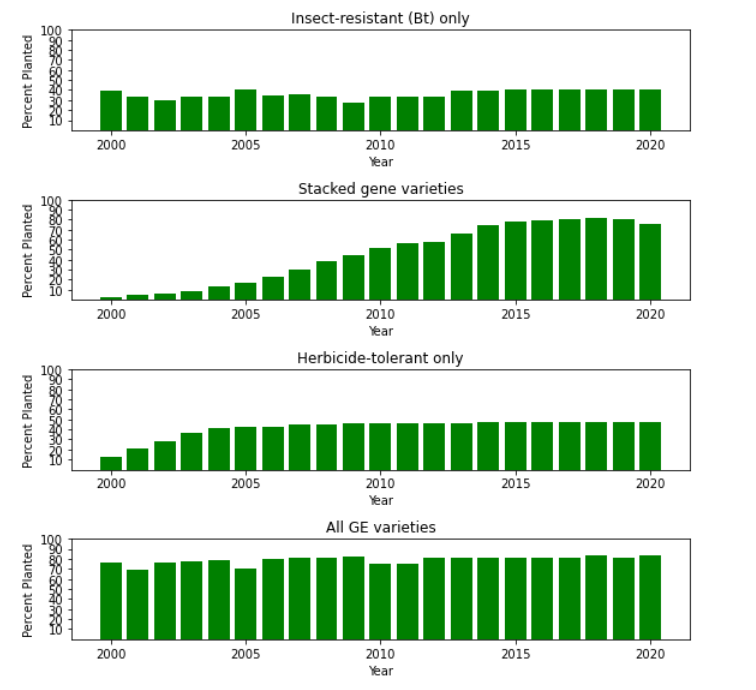 Insect-resistant (Bt) only
Percent Planted
100
90
80
70
60
50
40
30
20
10
2000 2005 2010 2015 2020
Year
Stacked gene varieties
Percent Planted
100
90
80
70
60
50
40
30
20
10
2000 2005 2010 2015 2020
Year
Herbicide-tolerant only
Percent Planted
100
90
80
70
60
50
40
30
20
10
2000 2005 2010 2015 2020
Year
All GE varieties
Percent Planted
100
90
80
70
60
50
40
30
20
10
2000 2005 2010 2015 2020
Year